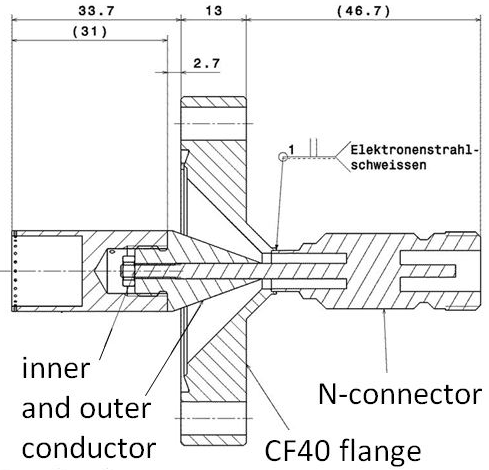 33.7
13
(46.7)
(31)
2.7
1
Elektronenstrahl-
schweissen
inner
and outer
conductor
N-connector
CF40 flange